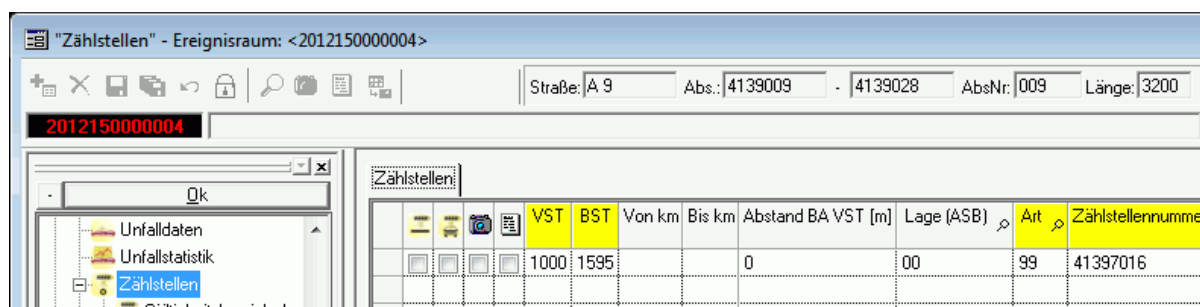 "Zählstellen" - Ereignisraum: <2012150000004>
Straße: A 9 Abs.: 4139009 - 4139028 AbsNr: 009 Länge: 3200
2012150000004
Ok
Unfalldaten
Unfallstatistik
Zählstellen
Zählstellen
VST BST Von km Bis km Abstand BA VST [m] Lage (ASB) Art Zählstellennumme
1000 1595 0 00 99 41397016